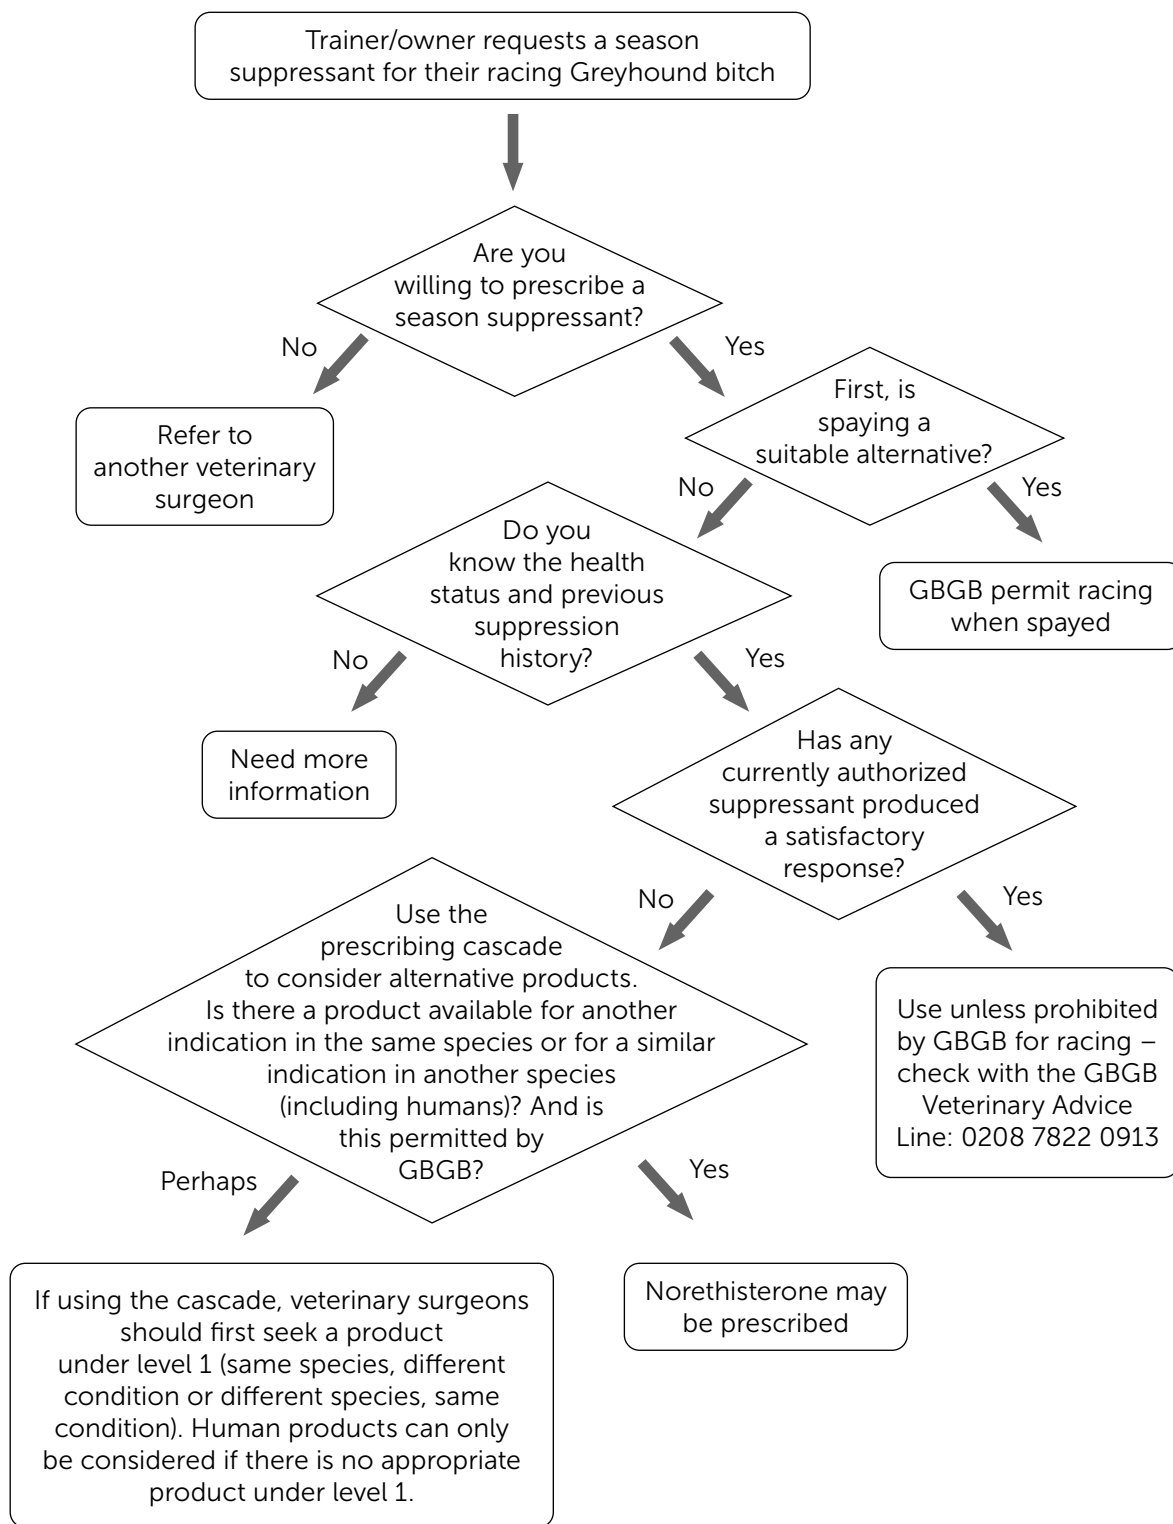 Trainer/owner requests a season
suppressant for their racing Greyhound bitch
Are you
willing to prescribe a
season suppressant?
No
Yes
Refer to
another veterinary
surgeon
First, is
spaying a
suitable alternative?
No
Yes
GBGB permit racing
when spayed
Do you
know the health
status and previous
suppression
history?
No
Yes
Need more
information
Has any
currently authorized
suppressant produced
a satisfactory
response?
No
Yes
Use unless prohibited
by GBGB for racing –
check with the GBGB
Veterinary Advice
Line: 0208 7822 0913
Use the
prescribing cascade
to consider alternative products.
Is there a product available for another
indication in the same species or for a similar
indication in another species
(including humans)? And is
this permitted by
GBGB?
Perhaps
Yes
If using the cascade, veterinary surgeons
should first seek a product
under level 1 (same species, different
condition or different species, same
condition). Human products can only
be considered if there is no appropriate
product under level 1.
Norethisterone may
be prescribed